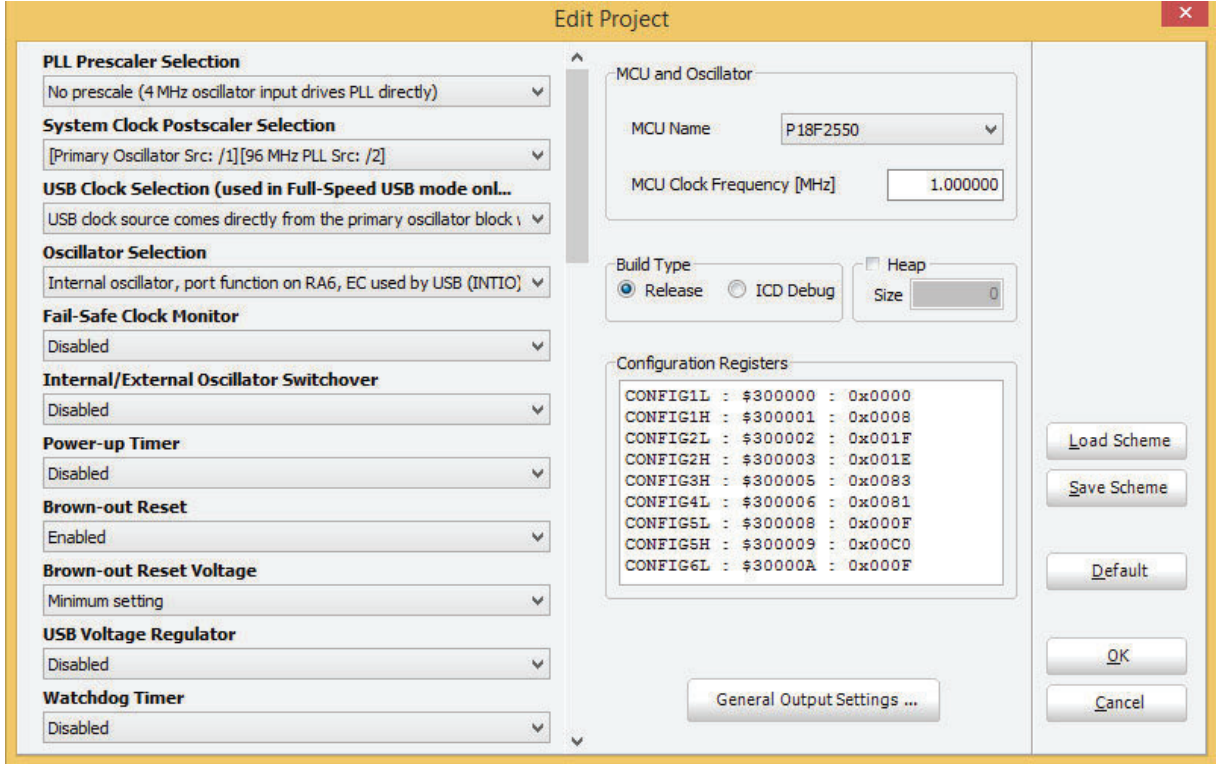 Edit Project
PLL Prescaler Selection
No prescale (4 MHz oscillator input drives PLL directly)
System Clock Postscaler Selection
[Primary Oscillator Src: /1][96 MHz PLL Src: /2]
USB Clock Selection (used in Full-Speed USB mode onl...
USB clock source comes directly from the primary oscillator block
Oscillator Selection
Internal oscillator, port function on RA6, EC used by USB (INTIO)
Fail-Safe Clock Monitor
Disabled
Internal/External Oscillator Switchover
Disabled
Power-up Timer
Disabled
Brown-out Reset
Enabled
Brown-out Reset Voltage
Minimum setting
USB Voltage Regulator
Disabled
Watchdog Timer
Disabled
MCU and Oscillator
MCU Name P18F2550
MCU Clock Frequency [MHz] 1.000000
Build Type
Release ICD Debug
Heap
Size 0
Configuration Registers
CONFIG1L : $300000 : 0x0000
CONFIG1H : $300001 : 0x0008
CONFIG2L : $300002 : 0x001F
CONFIG2H : $300003 : 0x001E
CONFIG3H : $300005 : 0x0083
CONFIG4L : $300006 : 0x0081
CONFIG5L : $300008 : 0x000F
CONFIG5H : $300009 : 0x00C0
CONFIG6L : $30000A : 0x000F
General Output Settings ...
Load Scheme
Save Scheme
Default
OK
Cancel